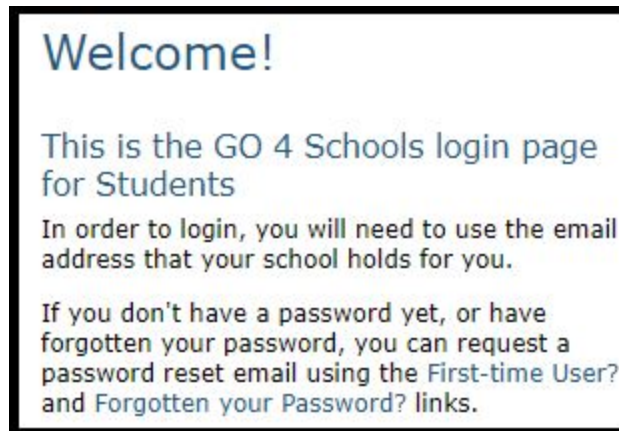 Welcome!
This is the GO 4 Schools login page
for Students
In order to login, you will need to use the email
address that your school holds for you.
If you don't have a password yet, or have
forgotten your password, you can request a
password reset email using the First-time User?
and Forgotten your Password? links.